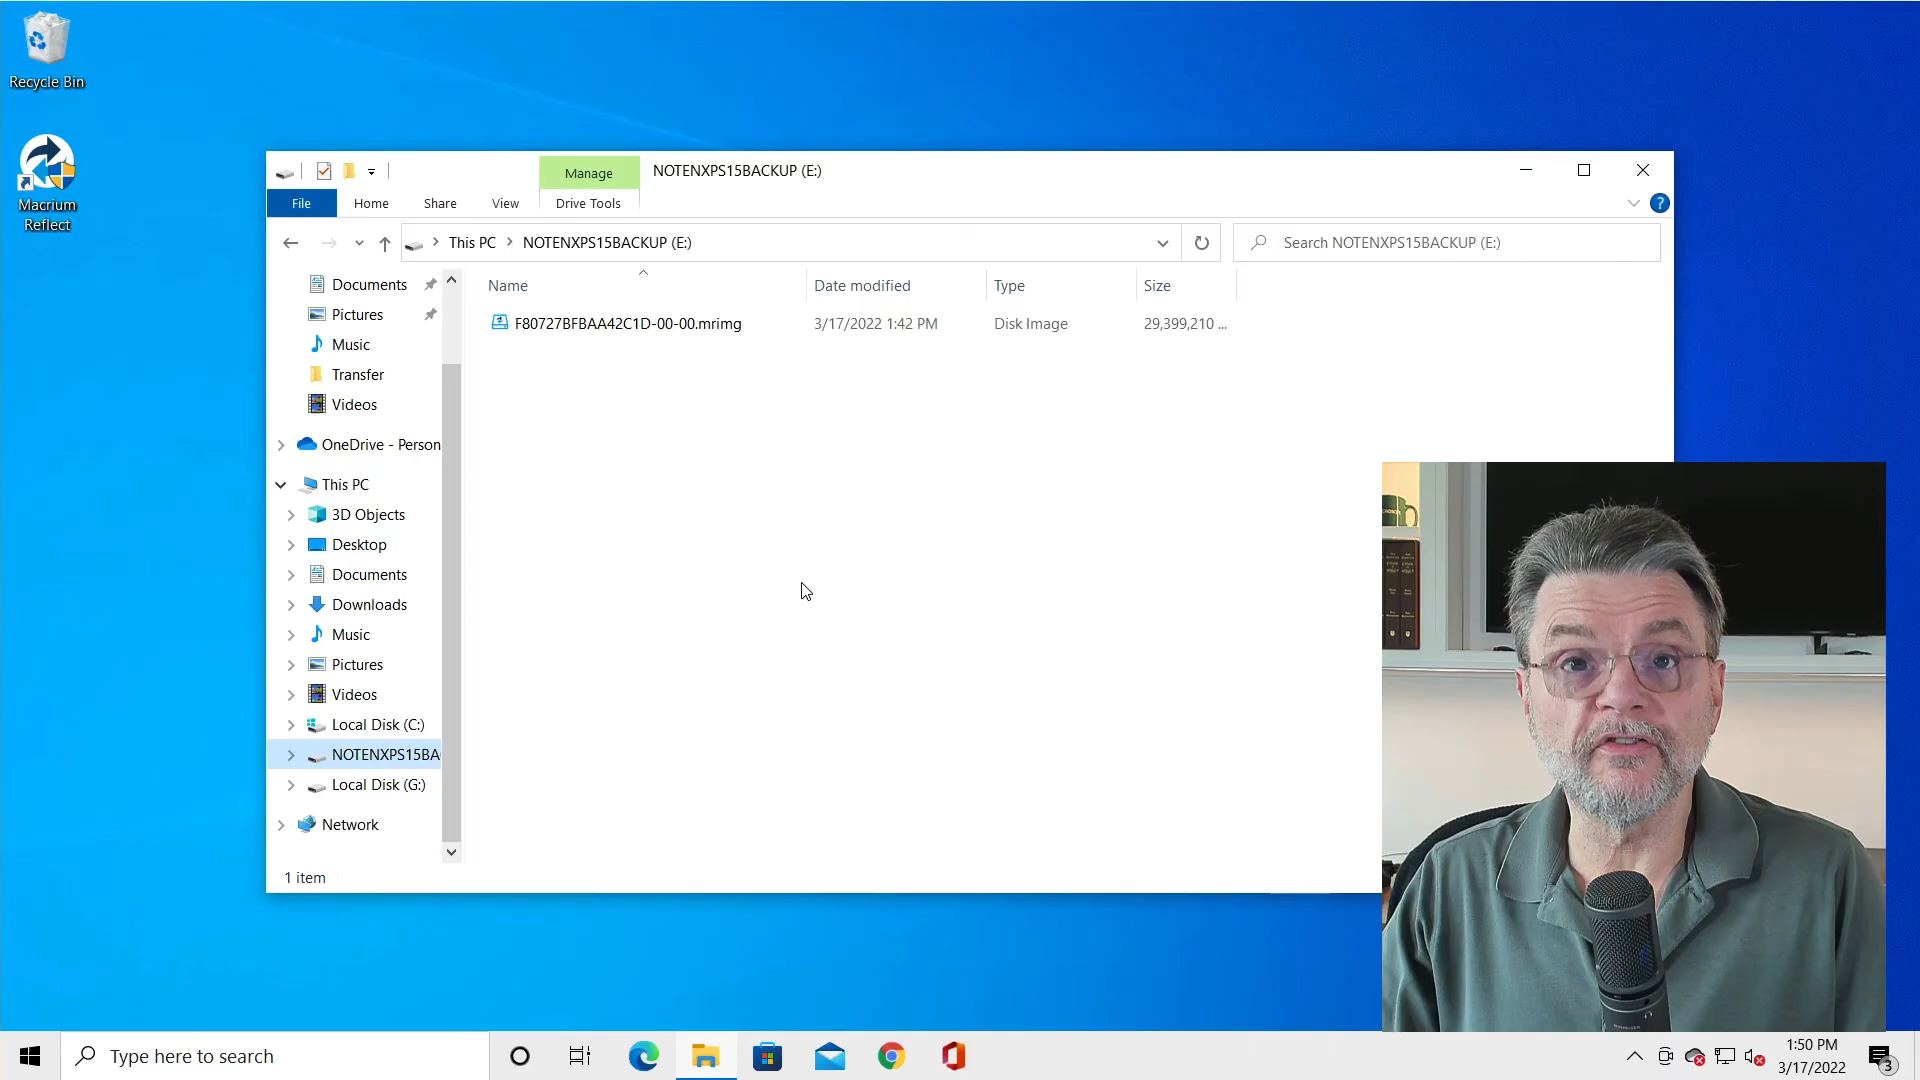 Recycle Bin
Macrium
Reflect
Manage
NOTENXPS15BACKUP (E:)
File
Home
Share
View
Drive Tools
This PC
NOTENXPS15BACKUP (E:)
Search NOTENXPS15BACKUP (E:)
Name
Date modified
Type
Size
F80727BFBAA42C1D-00-00.mrimg
3/17/2022 1:42 PM
Disk Image
29,399,210 ...
Documents
Pictures
Music
Transfer
Videos
OneDrive - Person
This PC
3D Objects
Desktop
Documents
Downloads
Music
Pictures
Videos
Local Disk (C:)
NOTENXPS15BA
Local Disk (G:)
Network
1 item
Type here to search
1:50 PM
3/17/2022
3